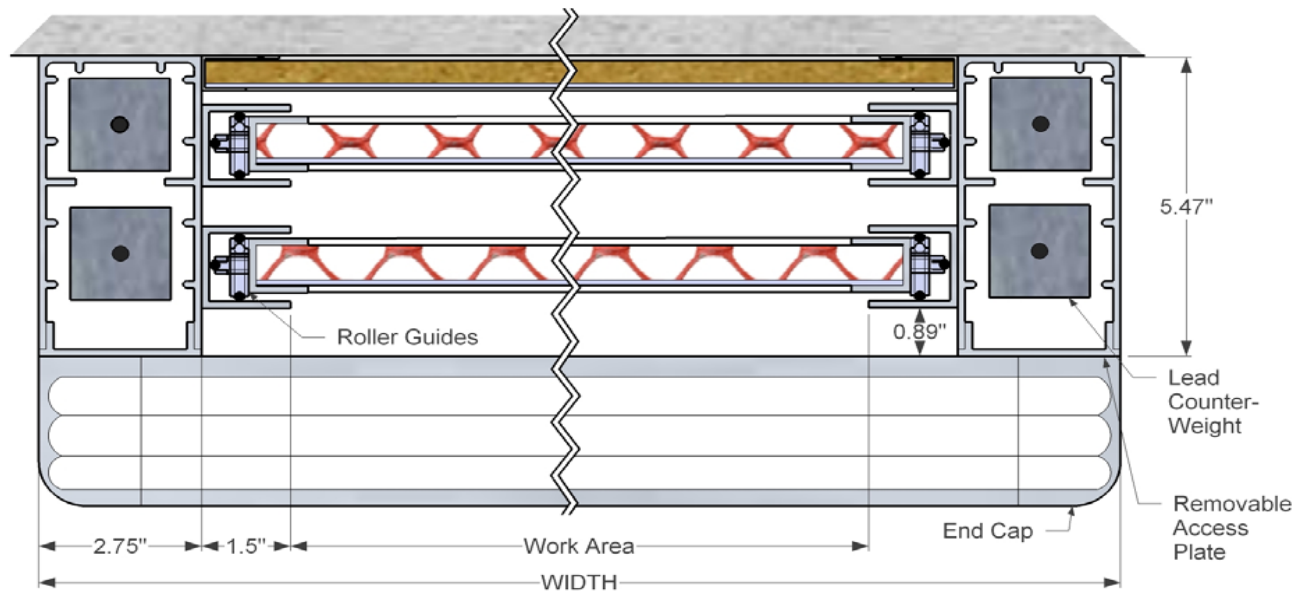 5.47"
Roller Guides
0.89"
Lead
Counter-
Weight
Removable
Access
Plate
End Cap
2.75"
1.5"
Work Area
WIDTH